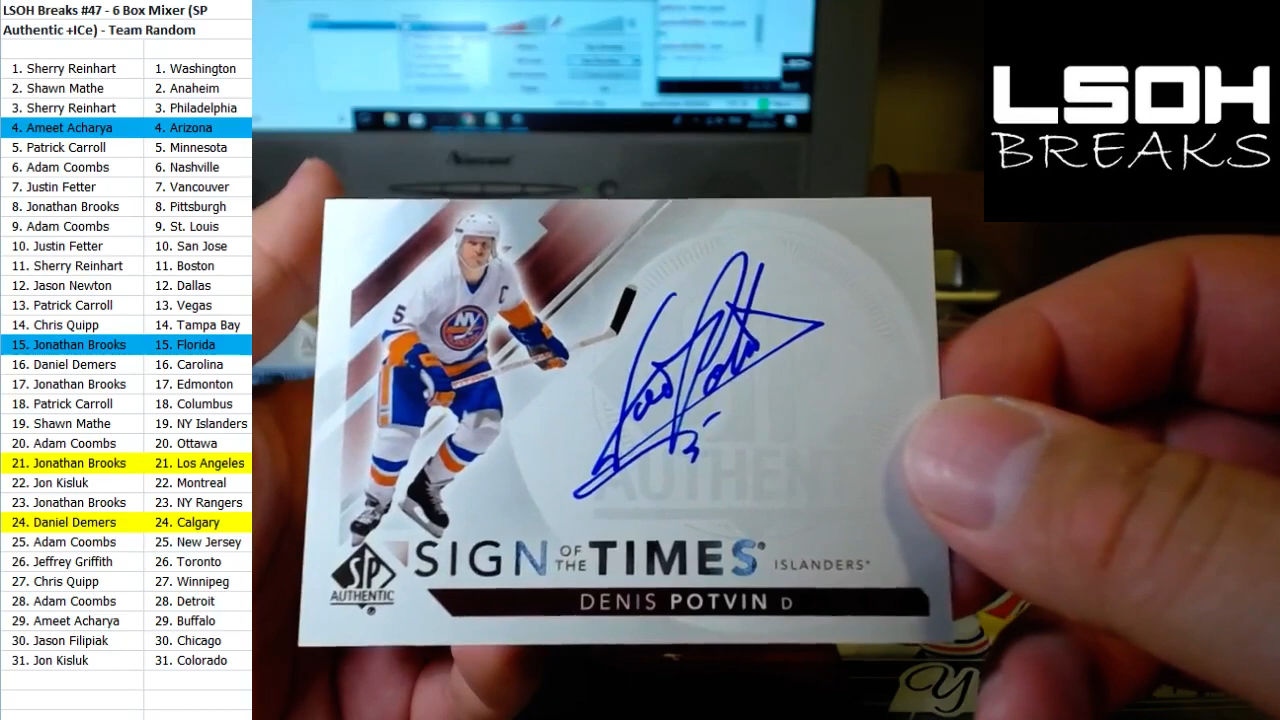 LSOH Breaks #47 - 6 Box Mixer (SP
Authentic +ICe) - Team Random
1. Sherry Reinhart 1. Washington
2. Shawn Mathe 2. Anaheim
3. Sherry Reinhart 3. Philadelphia
4. Ameet Acharya 4. Arizona
5. Patrick Carroll 5. Minnesota
6. Adam Coombs 6. Nashville
7. Justin Fetter 7. Vancouver
8. Jonathan Brooks 8. Pittsburgh
9. Adam Coombs 9. St. Louis
10. Justin Fetter 10. San Jose
11. Sherry Reinhart 11. Boston
12. Jason Newton 12. Dallas
13. Patrick Carroll 13. Vegas
14. Chris Quipp 14. Tampa Bay
15. Jonathan Brooks 15. Florida
16. Daniel Demers 16. Carolina
17. Jonathan Brooks 17. Edmonton
18. Patrick Carroll 18. Columbus
19. Shawn Mathe 19. NY Islanders
20. Adam Coombs 20. Ottawa
21. Jonathan Brooks 21. Los Angeles
22. Jon Kisluk 22. Montreal
23. Jonathan Brooks 23. NY Rangers
24. Daniel Demers 24. Calgary
25. Adam Coombs 25. New Jersey
26. Jeffrey Griffith 26. Toronto
27. Chris Quipp 27. Winnipeg
28. Adam Coombs 28. Detroit
29. Ameet Acharya 29. Buffalo
30. Jason Filipiak 30. Chicago
31. Jon Kisluk 31. Colorado
LSOH
BREAKS
5
C
NY
5
AUTHEN
SP
AUTHENTIC
SIGN OF THE TIMES ISLANDERS
DENIS POTVIN D